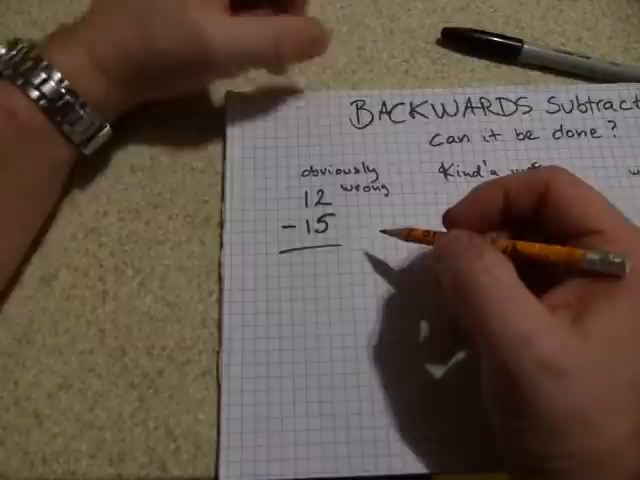 BACKWARDS Subtract
can it be done?
obviously
wrong
Kind'a
12
-15